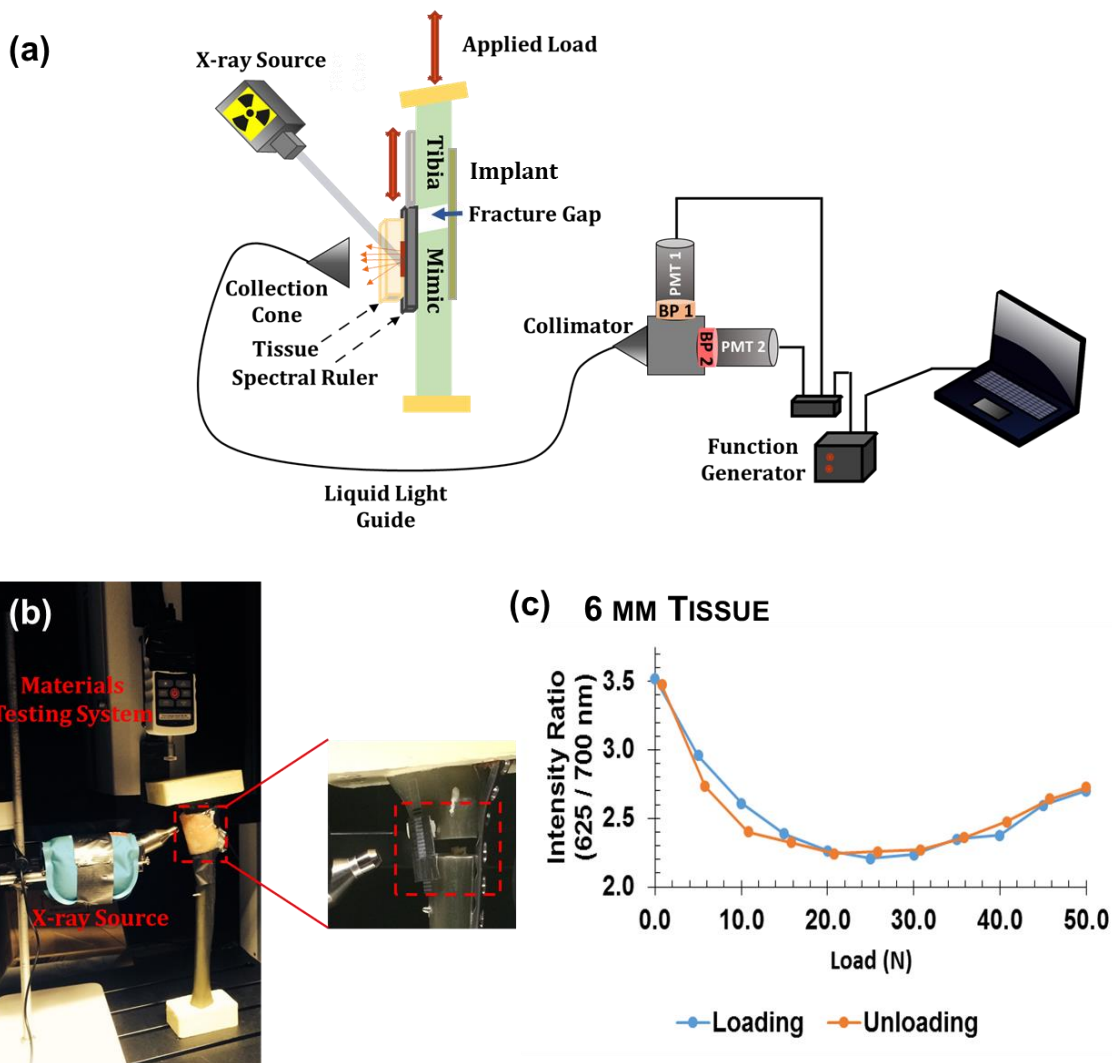 (a)
Applied Load
X-ray Source
Tibia
Mimic
Implant
Fracture Gap
Collection
Cone
Tissue
Spectral Ruler
PMT 1
BP 1
Collimator
BP 2
PMT 2
Function
Generator
Liquid Light
Guide
(b)
Materials
Testing System
X-ray Source
(c) 6 MM TISSUE
Intensity Ratio
(625 / 700 nm)
3.5
3.0
2.5
2.0
0.0 10.0 20.0 30.0 40.0 50.0
Load (N)
Loading Unloading